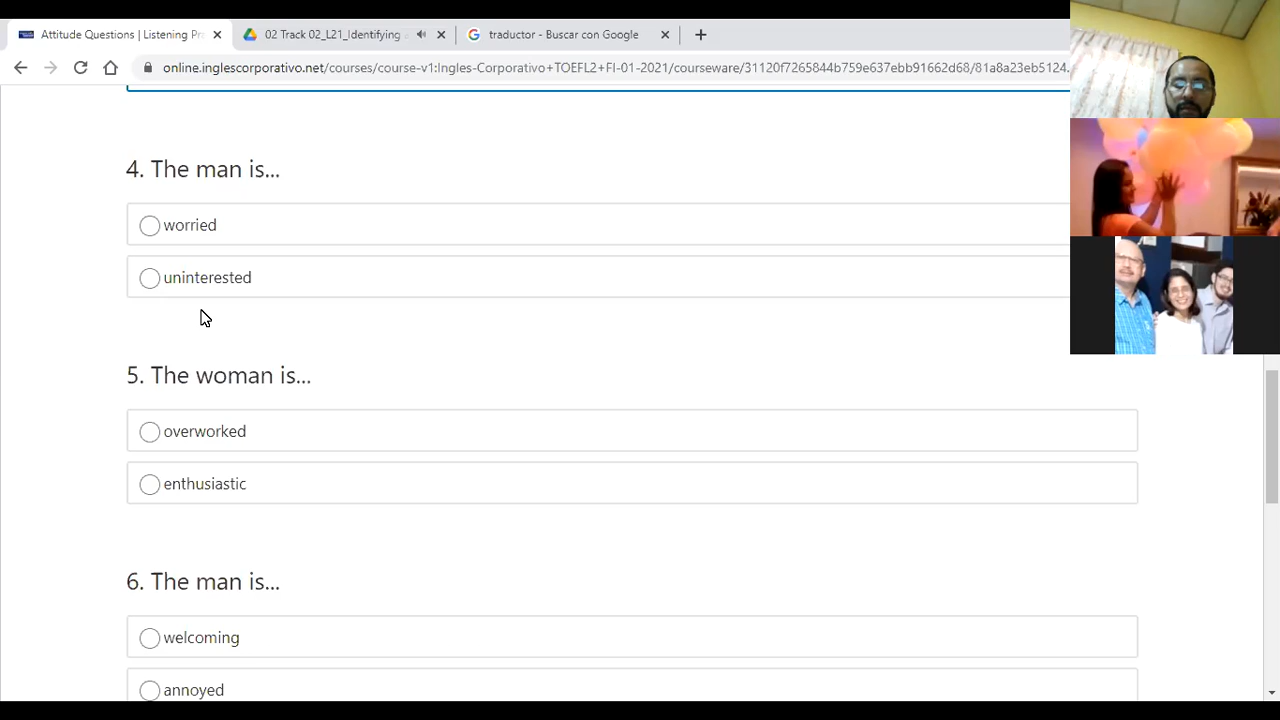 Attitude Questions | Listening Pr
02 Track 02_L21_Identifying
traductor - Buscar con Google
online.inglescorporativo.net/courses/course-v1:Ingles-Corporativo+TOEFL2+FI-01-2021/courseware/31120f7265844b759e637ebb91662d68/81a8a23eb5124.
4. The man is...
worried
uninterested
5. The woman is...
overworked
enthusiastic
6. The man is...
welcoming
annoyed